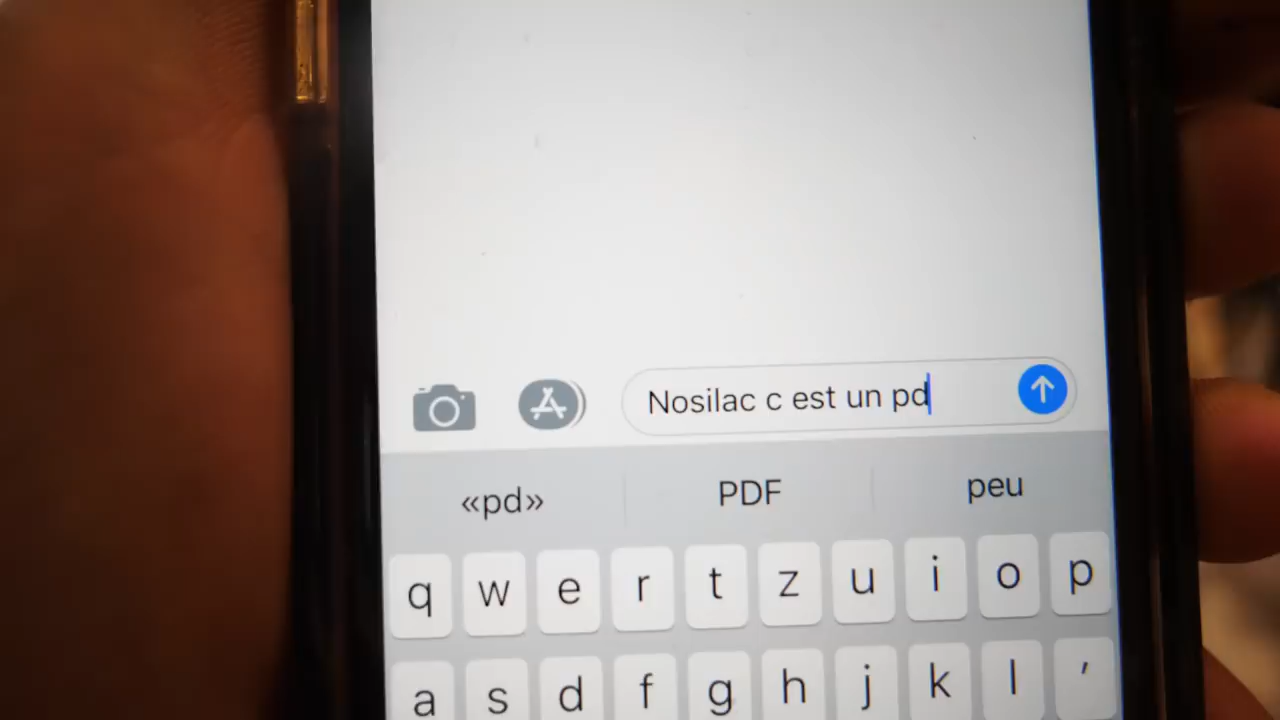 Nosilac c est un pd
«pd» PDF peu
q w e r t z u i o p
a s d f g h j k l ′